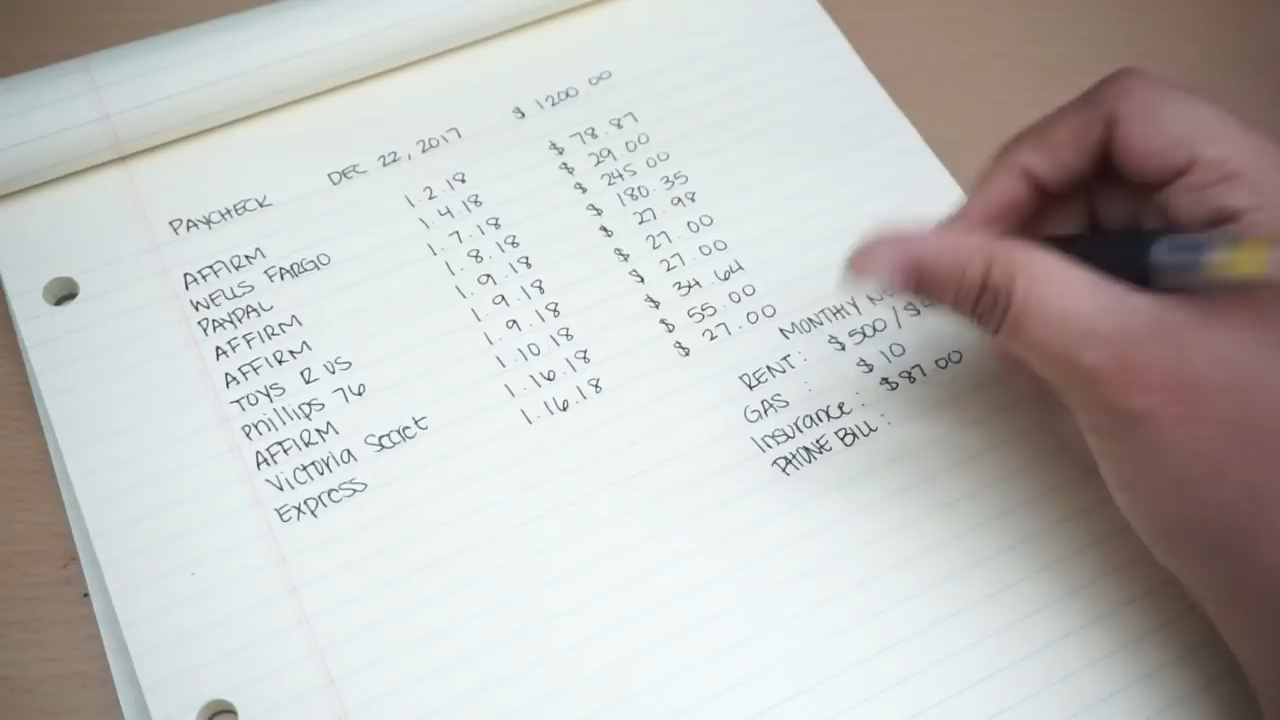 PAYCHECK DEC 22, 2017 $ 1200.00
AFFIRM 1.2.18 $ 78.87
WELLS FARGO 1.4.18 $ 29.00
PAYPAL 1.7.18 $ 245.00
AFFIRM 1.8.18 $ 180.35
AFFIRM 1.9.18 $ 27.98
TOYS R US 1.9.18 $ 27.00
Phillips 76 1.9.18 $ 27.00
AFFIRM 1.10.18 $ 34.64
Victoria Secret 1.16.18 $ 55.00
Express 1.16.18 $ 27.00
MONTHLY
RENT: $500/$
GAS: $10
Insurance: $87.00
PHONE BILL: